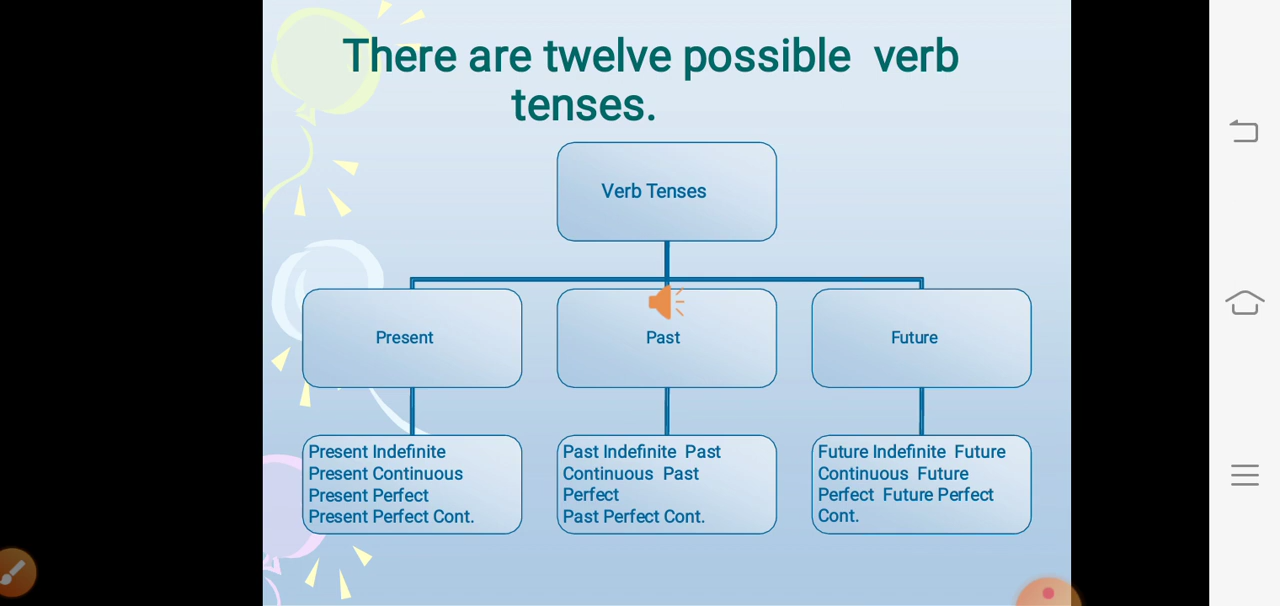 There are twelve possible verb
tenses.
Verb Tenses
Present
Past
Future
Present Indefinite
Present Continuous
Present Perfect
Present Perfect Cont.
Past Indefinite Past
Continuous Past
Perfect
Past Perfect Cont.
Future Indefinite Future
Continuous Future
Perfect Future Perfect
Cont.